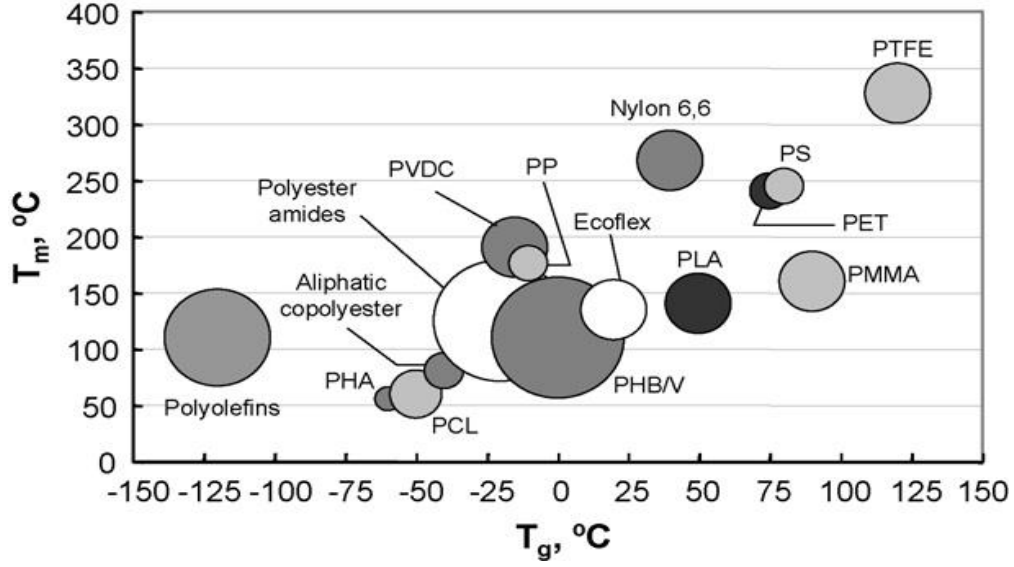 400
350
300
250
200
150
100
50
0
Tm, ºC
PTFE
Nylon 6,6
PS
PVDC
PP
Polyester
amides
Ecoflex
PET
PLA
PMMA
Aliphatic
copolyester
PHA
PHB/V
Polyolefins
PCL
-150 -125 -100 -75 -50 -25 0 25 50 75 100 125 150
Tg, ºC